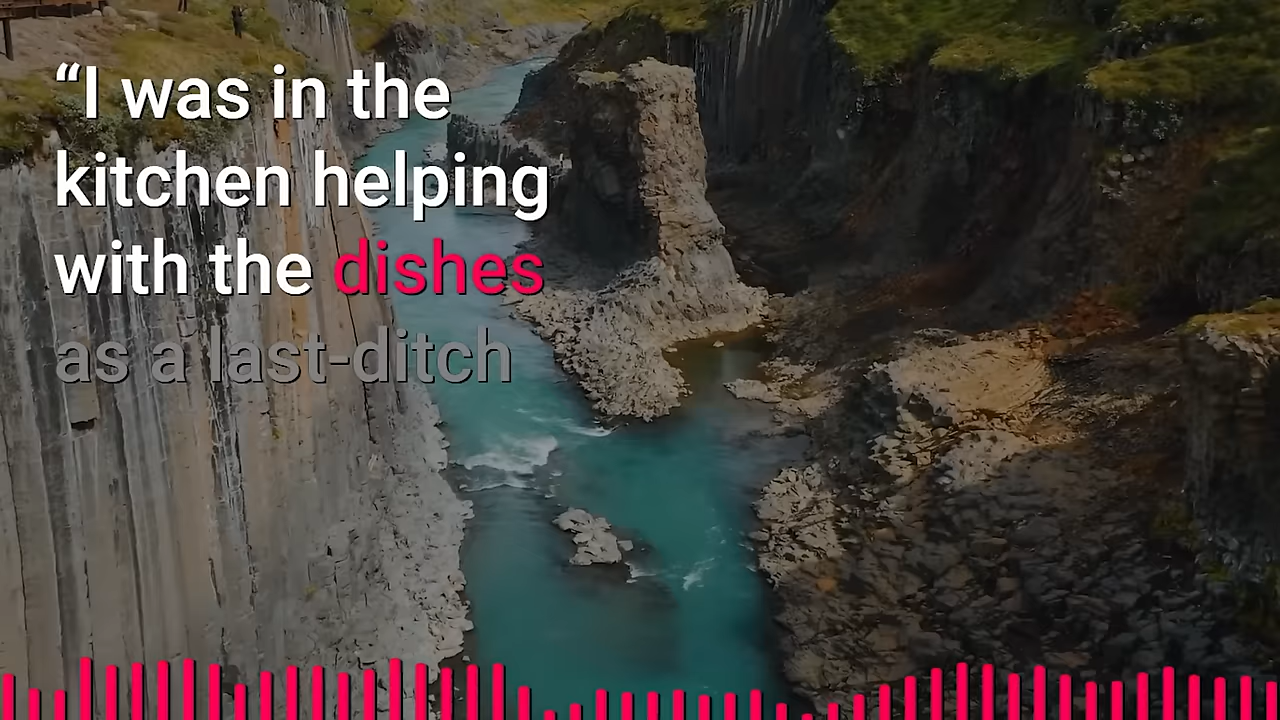 “I was in the
kitchen helping
with the dishes
as a last-ditch